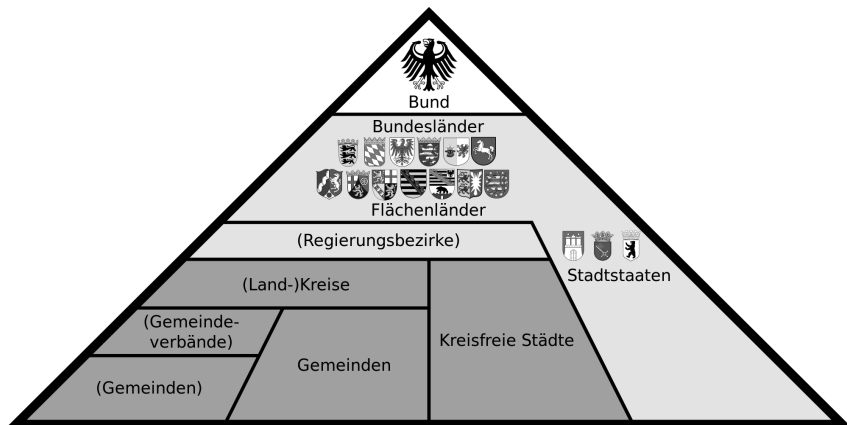 Bund
Bundesländer
Flächenländer
(Regierungsbezirke)
Stadtstaaten
(Land-)Kreise
(Gemeinde-
verbände)
Kreisfreie Städte
Gemeinden
(Gemeinden)